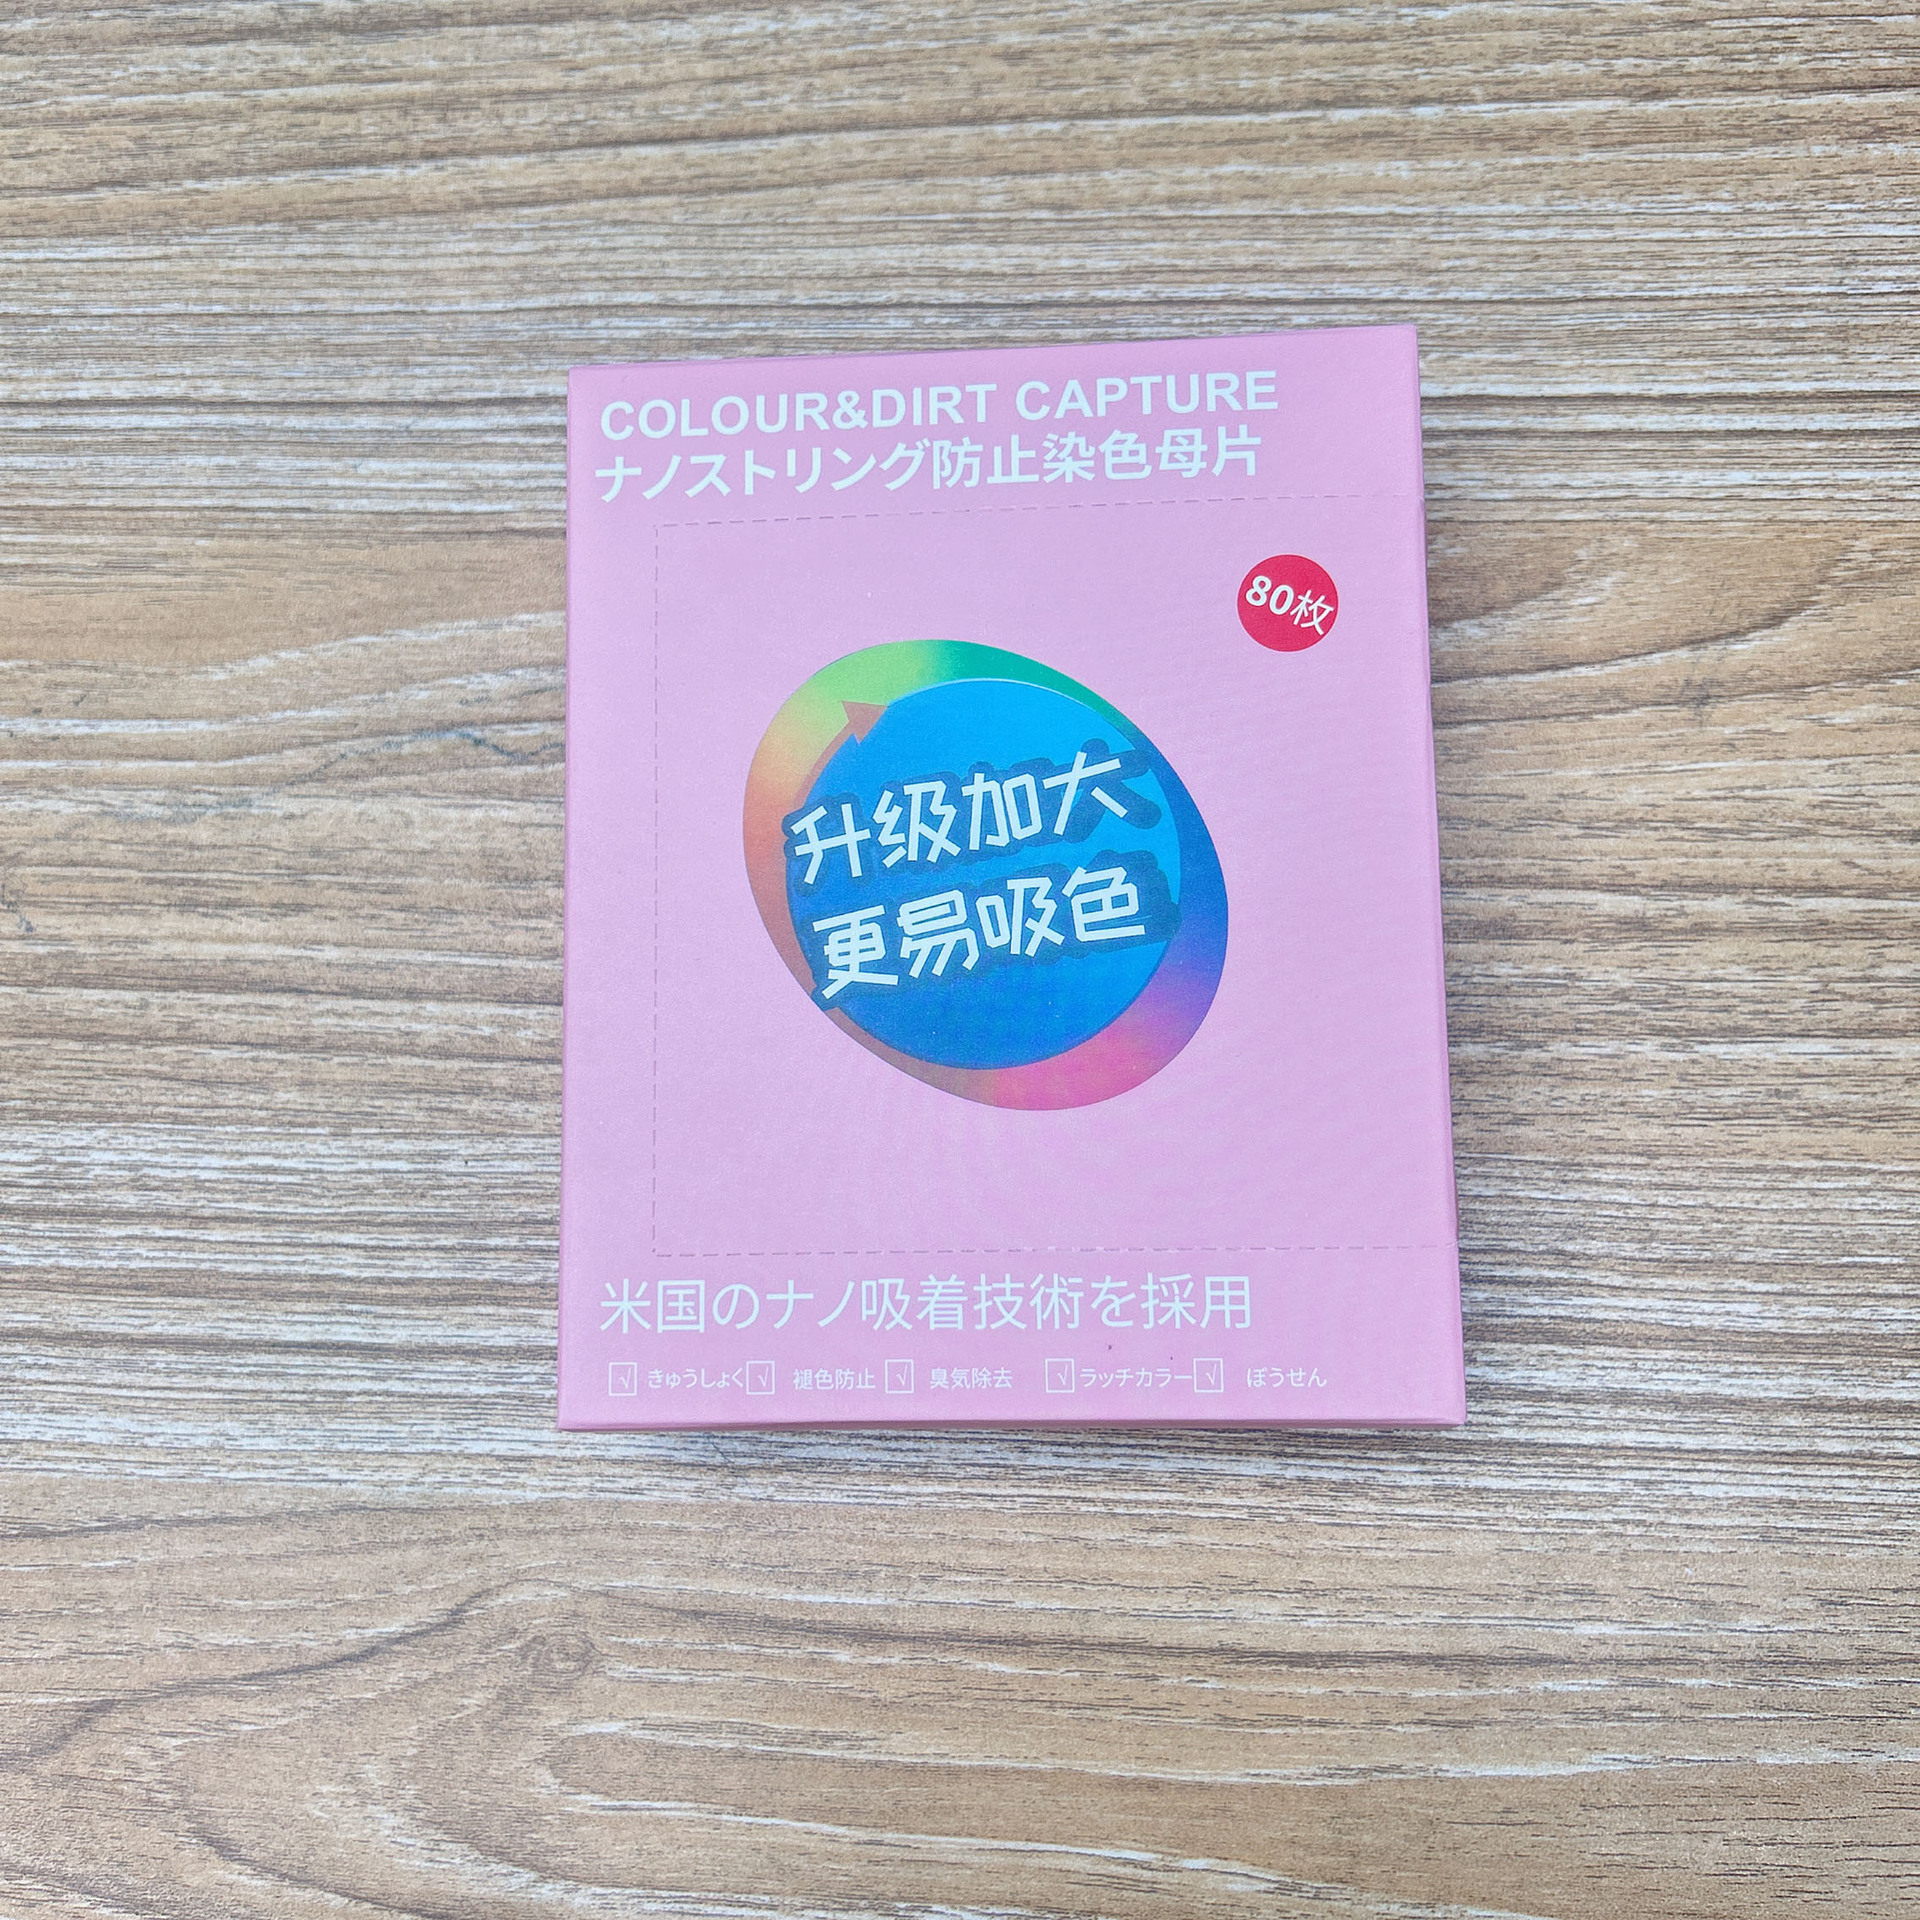 COLOUR&DIRT CAPTURE
ナノストリング防止染色母片
80枚
升级加大
更易吸色
米国のナノ吸着技術を採用
√ きゅうしょく √ 褪色防止 √ 臭気除去 √ ラッチカラー √ ぼうせん